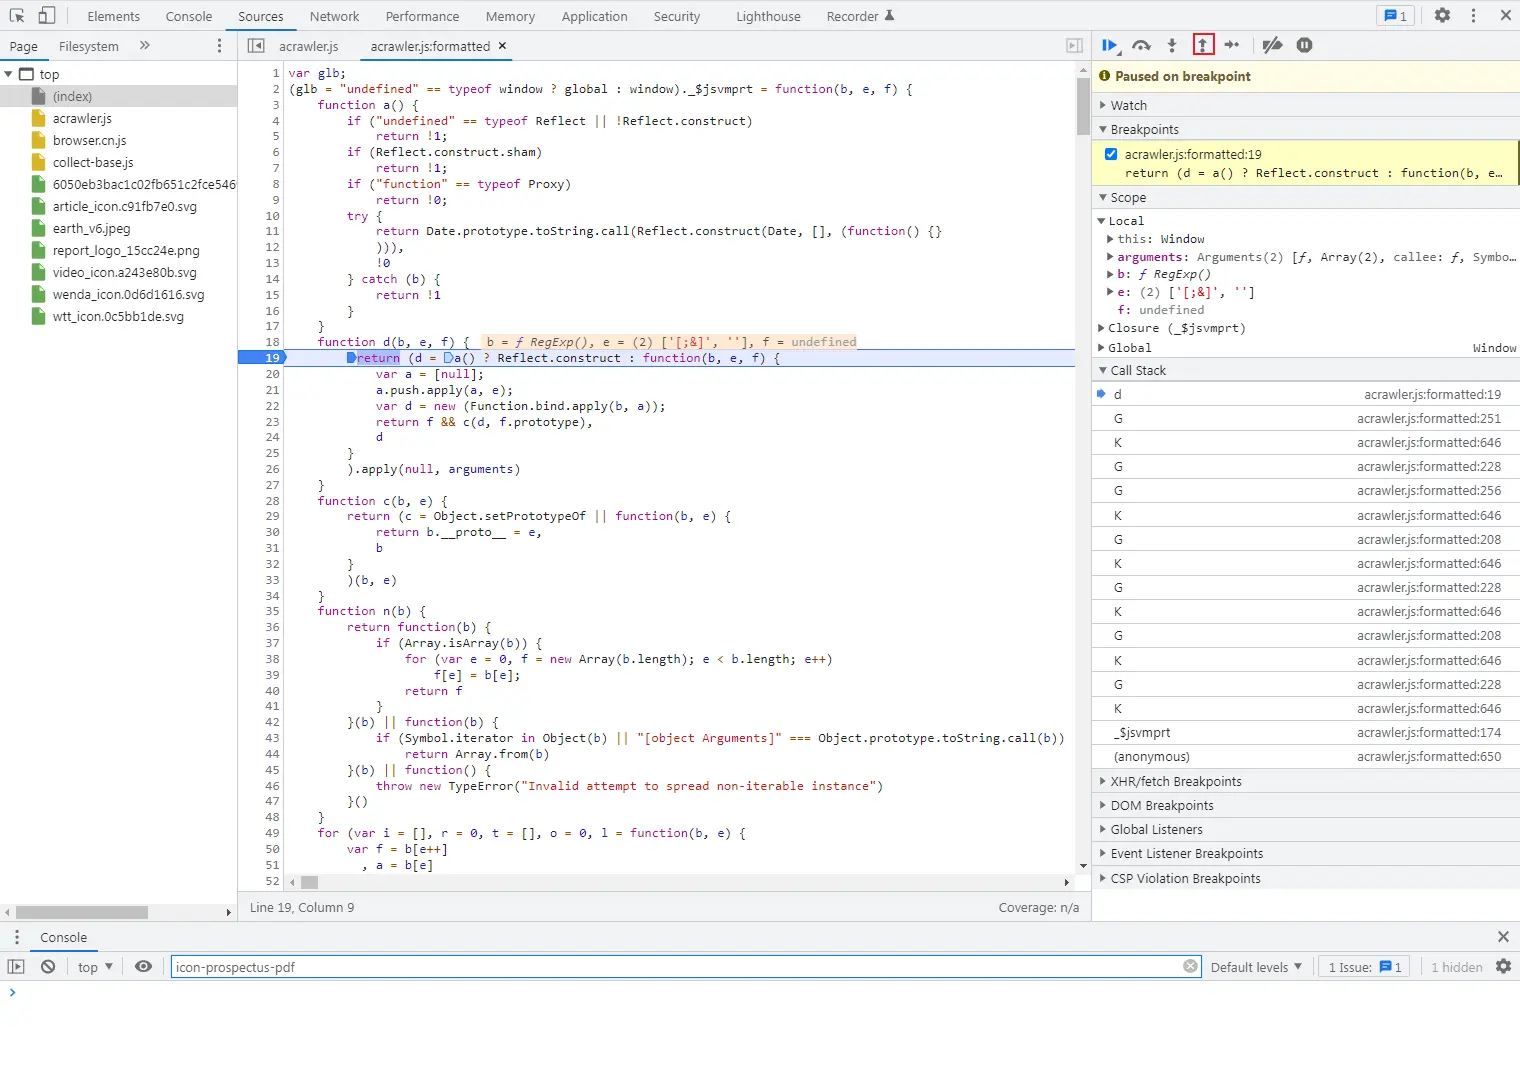 Elements Console Sources Network Performance Memory Application Security Lighthouse Recorder 1
Page Filesystem » acrawler.js acrawler.js:formatted ×
top
(index)
acrawler.js
browser.cn.js
collect-base.js
6050eb3bac1c02fb651c2fce546
article_icon.c91fb7e0.svg
earth_v6.jpeg
report_logo_15cc24e.png
video_icon.a243e80b.svg
wenda_icon.0d6d1616.svg
wtt_icon.0c5bb1de.svg
1 var glb;
2 (glb = "undefined" == typeof window ? global : window)._$jsvmprt = function(b, e, f) {
3 function a() {
4 if ("undefined" == typeof Reflect || !Reflect.construct)
5 return !1;
6 if (Reflect.construct.sham)
7 return !1;
8 if ("function" == typeof Proxy)
9 return !0;
10 try {
11 return Date.prototype.toString.call(Reflect.construct(Date, [], (function() {}
12 ))),
13 !0
14 } catch (b) {
15 return !1
16 }
17 }
18 function d(b, e, f) { b = ƒ RegExp(), e = (2) ['[;&]', ''], f = undefined
19 return (d = a() ? Reflect.construct : function(b, e, f) {
20 var a = [null];
21 a.push.apply(a, e);
22 var d = new (Function.bind.apply(b, a));
23 return f && c(d, f.prototype),
24 d
25 }
26 ).apply(null, arguments)
27 }
28 function c(b, e) {
29 return (c = Object.setPrototypeOf || function(b, e) {
30 return b.__proto__ = e,
31 b
32 }
33 )(b, e)
34 }
35 function n(b) {
36 return function(b) {
37 if (Array.isArray(b)) {
38 for (var e = 0, f = new Array(b.length); e < b.length; e++)
39 f[e] = b[e];
40 return f
41 }
42 }(b) || function(b) {
43 if (Symbol.iterator in Object(b) || "[object Arguments]" === Object.prototype.toString.call(b))
44 return Array.from(b)
45 }(b) || function() {
46 throw new TypeError("Invalid attempt to spread non-iterable instance")
47 }()
48 }
49 for (var i = [], r = 0, t = [], o = 0, l = function(b, e) {
50 var f = b[e++]
51 , a = b[e]
52
Line 19, Column 9 Coverage: n/a
Paused on breakpoint
Watch
Breakpoints
acrawler.js:formatted:19
return (d = a() ? Reflect.construct : function(b, e…
Scope
Local
this: Window
arguments: Arguments(2) [ƒ, Array(2), callee: ƒ, Symbo…
b: ƒ RegExp()
e: (2) ['[;&]', '']
f: undefined
Closure (_$jsvmprt)
Global Window
Call Stack
d acrawler.js:formatted:19
G acrawler.js:formatted:251
K acrawler.js:formatted:646
G acrawler.js:formatted:228
G acrawler.js:formatted:256
K acrawler.js:formatted:646
G acrawler.js:formatted:208
K acrawler.js:formatted:646
G acrawler.js:formatted:228
K acrawler.js:formatted:646
G acrawler.js:formatted:208
K acrawler.js:formatted:646
G acrawler.js:formatted:228
K acrawler.js:formatted:646
_$jsvmprt acrawler.js:formatted:174
(anonymous) acrawler.js:formatted:650
XHR/fetch Breakpoints
DOM Breakpoints
Global Listeners
Event Listener Breakpoints
CSP Violation Breakpoints
Console
top icon-prospectus-pdf Default levels 1 Issue: 1 1 hidden